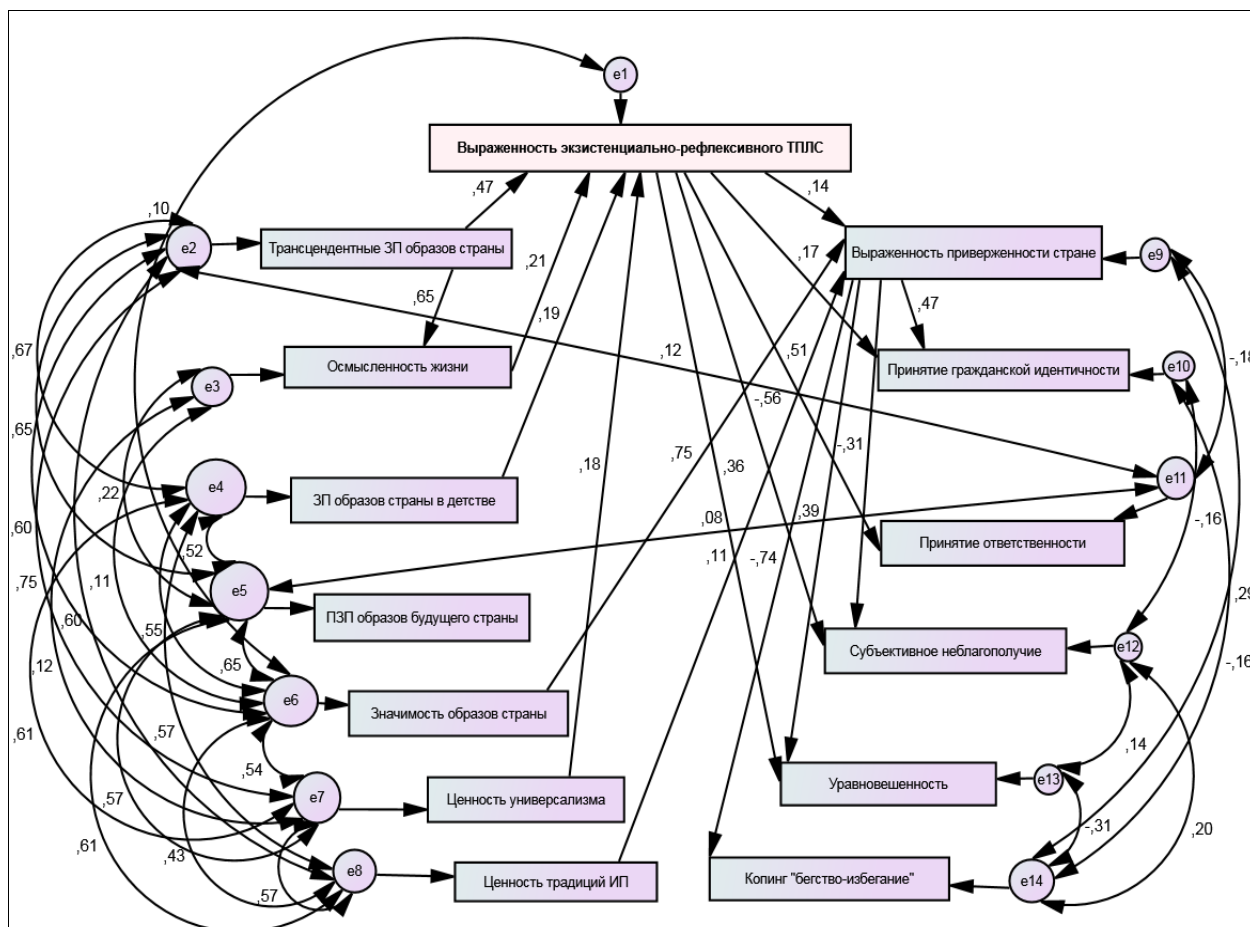 e1
Выраженность экзистенциально-рефлексивного ТПЛС
,47
,14
,10
e2
Трансцендентные ЗП образов страны
,21
,17
Выраженность приверженности стране
e9
,65
,19
,47
,67
,12
,51
-,18
e3
Осмысленность жизни
Принятие гражданской идентичности
e10
,65
-,56
-,31
,75
,36
,18
e4
ЗП образов страны в детстве
e11
,22
,60
,52
,08
,39
-,16
Принятие ответственности
,75
,11
,11
-,74
e5
ПЗП образов будущего страны
,29
,60
,55
,12
,65
Субъективное неблагополучие
e12
-,16
e6
Значимость образов страны
,61
,57
,54
,14
e7
Ценность универсализма
Уравновешенность
e13
,57
-,31
,20
,61
,43
e8
Ценность традиций ИП
Копинг "бегство-избегание"
e14
,57